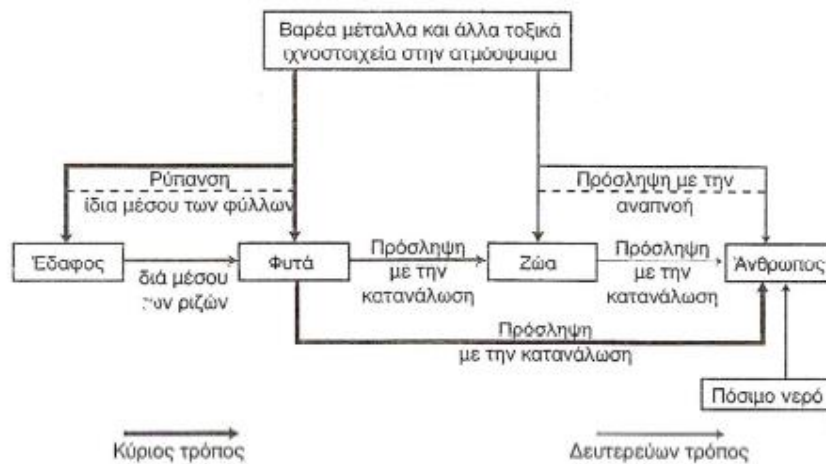 Βαρέα μέταλλα και άλλα τοξικά
ιχνοστοιχεία στην ατμόσφαιρα
Ρύπανση
ίδια μέσου των φύλλων
Πρόσληψη με την
αναπνοή
Έδαφος
διά μέσου
των ριζών
Φυτά
Πρόσληψη
με την
κατανάλωση
Ζώα
Πρόσληψη
με την
κατανάλωση
Άνθρωπος
Πρόσληψη
με την κατανάλωση
Πόσιμο νερό
Κύριος τρόπος
Δευτερεύων τρόπος